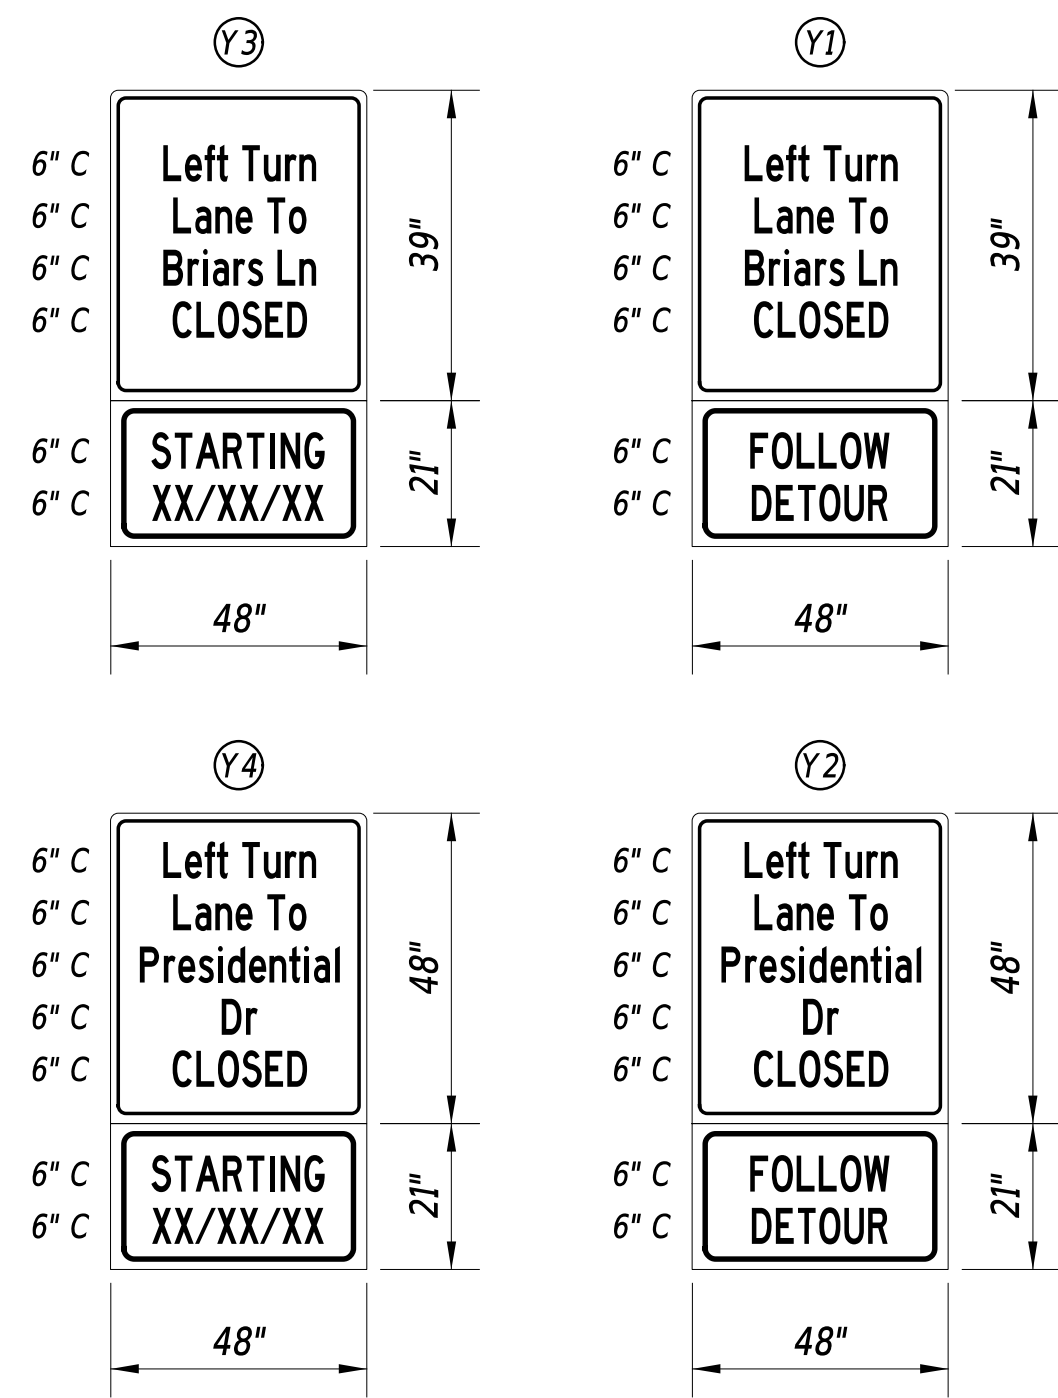 Y3
6" C Left Turn
6" C Lane To
6" C Briars Ln
6" C CLOSED
39"
6" C STARTING
6" C XX/XX/XX
21"
48"
Y1
6" C Left Turn
6" C Lane To
6" C Briars Ln
6" C CLOSED
39"
6" C FOLLOW
6" C DETOUR
21"
48"
Y4
6" C Left Turn
6" C Lane To
6" C Presidential
6" C Dr
6" C CLOSED
48"
6" C STARTING
6" C XX/XX/XX
21"
48"
Y2
6" C Left Turn
6" C Lane To
6" C Presidential
6" C Dr
6" C CLOSED
48"
6" C FOLLOW
6" C DETOUR
21"
48"